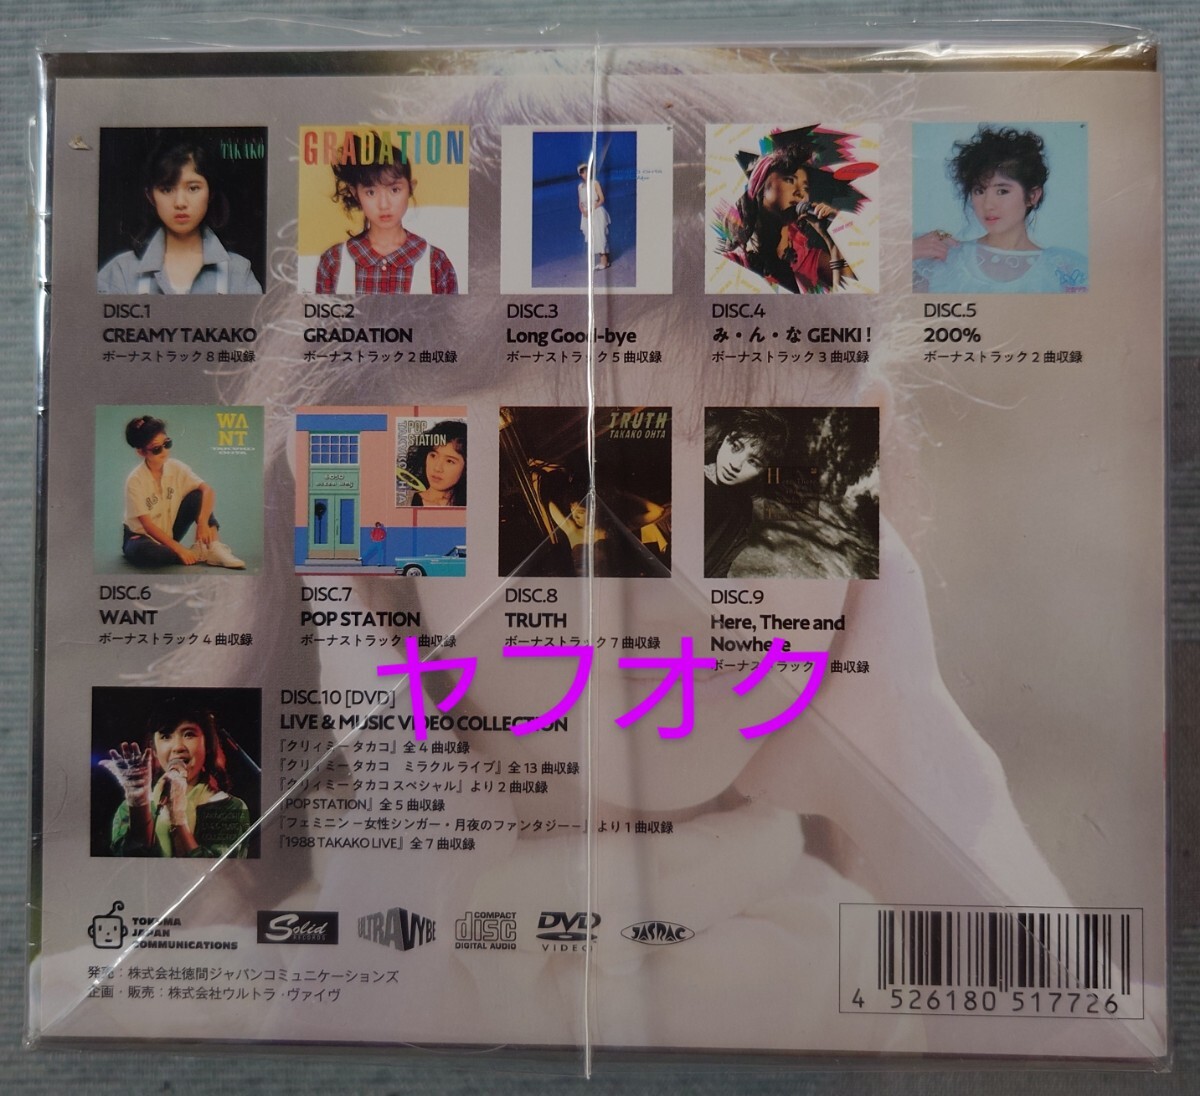 TAKAKO
GRADATION
DISC.1
CREAMY TAKAKO
ボーナストラック 8 曲収録
DISC.2
GRADATION
ボーナストラック 2 曲収録
DISC.3
Long Good-bye
ボーナストラック 5 曲収録
DISC.4
み・ん・な GENKI !
ボーナストラック 3 曲収録
DISC.5
200%
ボーナストラック 2 曲収録
WA
NT
POP
STATION
TRUTH
TAKAKO OHTA
DISC.6
WANT
ボーナストラック 4 曲収録
DISC.7
POP STATION
ボーナストラック 曲収録
DISC.8
TRUTH
ボーナストラック 7 曲収録
DISC.9
Here, There and
Nowhere
ボーナストラック 曲収録
ヤフオク
DISC.10 [DVD]
LIVE & MUSIC VIDEO COLLECTION
『クリィミータカコ』全 4 曲収録
『クリィミータカコ ミラクルライブ』全 13 曲収録
『クリィミータカコスペシャル』より 2 曲収録
『POP STATION』全 5 曲収録
『フェミニン－女性シンガー・月夜のファンタジー－』より 1 曲収録
『1988 TAKAKO LIVE』全 7 曲収録
TOKUMA
JAPAN
COMMUNICATIONS
Solid
RECORDS
ULTRA VYBE
COMPACT
disc
DIGITAL AUDIO
DVD
VIDEO
JASRAC
発売：株式会社徳間ジャパンコミュニケーションズ
企画・販売：株式会社ウルトラ・ヴァイヴ
4 526180 517726